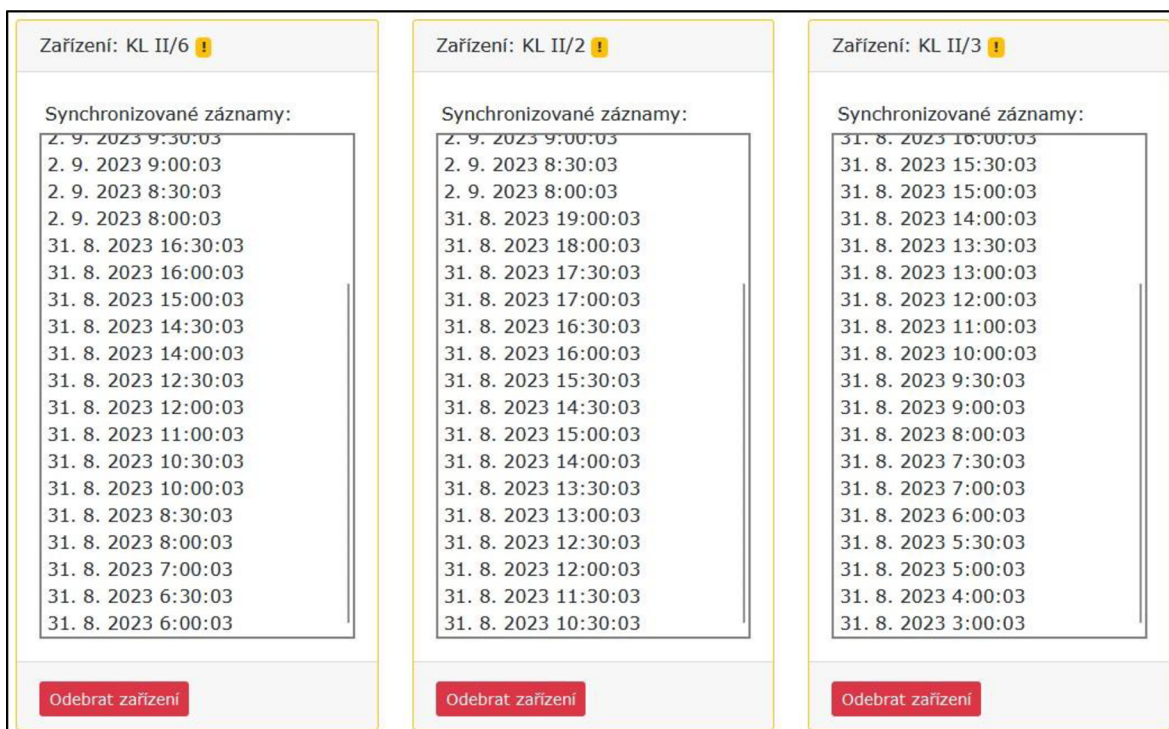 Zařízení: KL II/6 !
Synchronizované záznamy:
2. 9. 2023 9:30:03
2. 9. 2023 9:00:03
2. 9. 2023 8:30:03
2. 9. 2023 8:00:03
31. 8. 2023 16:30:03
31. 8. 2023 16:00:03
31. 8. 2023 15:00:03
31. 8. 2023 14:30:03
31. 8. 2023 14:00:03
31. 8. 2023 12:30:03
31. 8. 2023 12:00:03
31. 8. 2023 11:00:03
31. 8. 2023 10:30:03
31. 8. 2023 10:00:03
31. 8. 2023 8:30:03
31. 8. 2023 8:00:03
31. 8. 2023 7:00:03
31. 8. 2023 6:30:03
31. 8. 2023 6:00:03
Odebrat zařízení
Zařízení: KL II/2 !
Synchronizované záznamy:
2. 9. 2023 9:00:03
2. 9. 2023 8:30:03
2. 9. 2023 8:00:03
31. 8. 2023 19:00:03
31. 8. 2023 18:00:03
31. 8. 2023 17:30:03
31. 8. 2023 17:00:03
31. 8. 2023 16:30:03
31. 8. 2023 16:00:03
31. 8. 2023 15:30:03
31. 8. 2023 14:30:03
31. 8. 2023 15:00:03
31. 8. 2023 14:00:03
31. 8. 2023 13:30:03
31. 8. 2023 13:00:03
31. 8. 2023 12:30:03
31. 8. 2023 12:00:03
31. 8. 2023 11:30:03
31. 8. 2023 10:30:03
Odebrat zařízení
Zařízení: KL II/3 !
Synchronizované záznamy:
31. 8. 2023 16:00:03
31. 8. 2023 15:30:03
31. 8. 2023 15:00:03
31. 8. 2023 14:00:03
31. 8. 2023 13:30:03
31. 8. 2023 13:00:03
31. 8. 2023 12:00:03
31. 8. 2023 11:00:03
31. 8. 2023 10:00:03
31. 8. 2023 9:30:03
31. 8. 2023 9:00:03
31. 8. 2023 8:00:03
31. 8. 2023 7:30:03
31. 8. 2023 7:00:03
31. 8. 2023 6:00:03
31. 8. 2023 5:30:03
31. 8. 2023 5:00:03
31. 8. 2023 4:00:03
31. 8. 2023 3:00:03
Odebrat zařízení